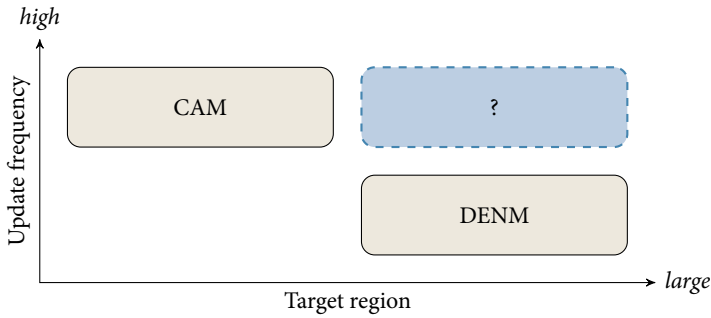 high
Update frequency
CAM
?
DENM
large
Target region